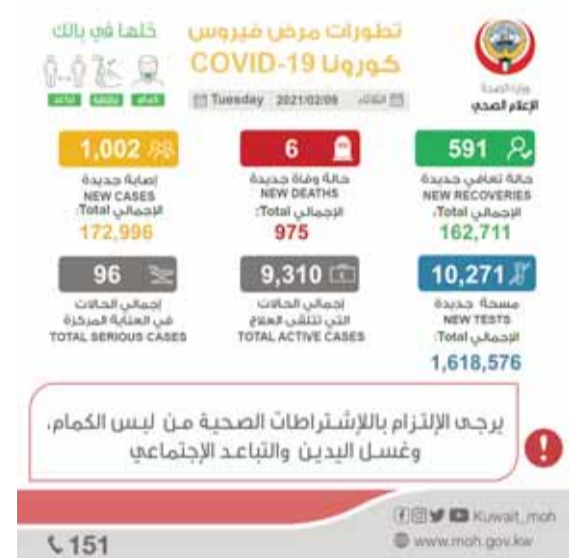 خلها في بالك
تطورات مرض فيروس
كورونا COVID-19
Tuesday 2021/02/09 الثلاثاء
وزارة الصحة
الإعلام الصحي
591
حالة تعافي جديدة
NEW RECOVERIES
الإجمالي Total:
162,711
6
حالة وفاة جديدة
NEW DEATHS
الإجمالي Total:
975
1,002
إصابة جديدة
NEW CASES
الإجمالي Total:
172,996
10,271
مسحة جديدة
NEW TESTS
الإجمالي Total:
1,618,576
9,310
إجمالي الحالات
التي تتلقى العلاج
TOTAL ACTIVE CASES
96
إجمالي الحالات
في العناية المركزة
TOTAL SERIOUS CASES
يرجى الإلتزام باللإشتراطات الصحية من لبس الكمام،
وغسل اليدين والتباعد الإجتماعي
Kuwait_moh
www.moh.gov.kw
151